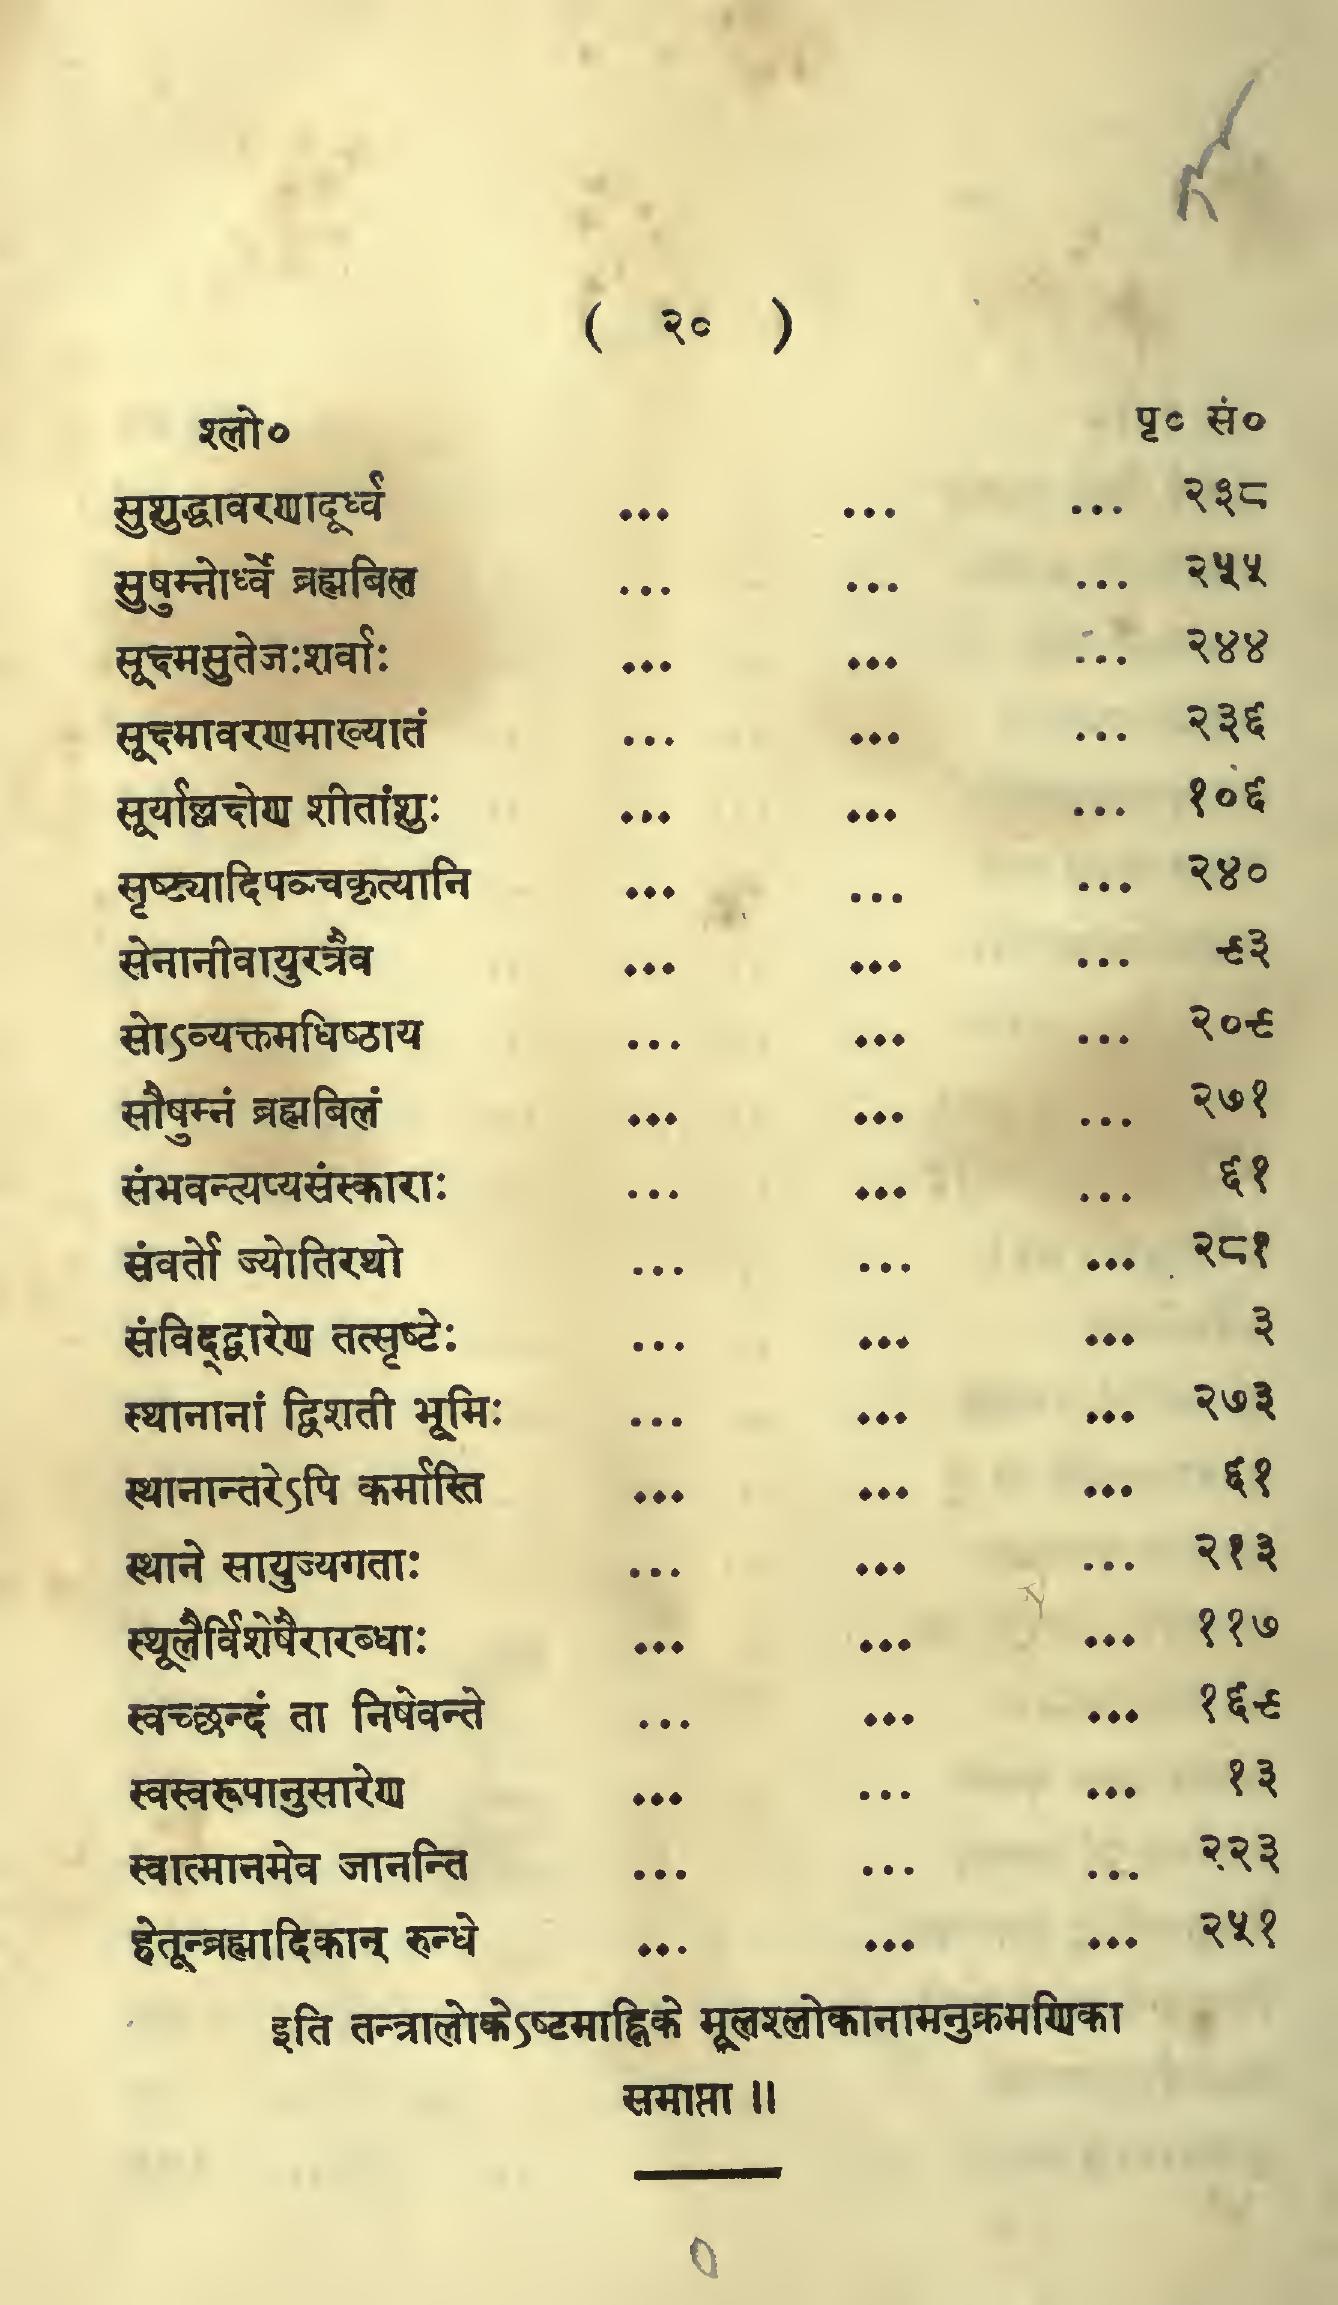 ( २० )
श्लो० पृ० सं०
सुशुद्धावरणादूर्ध्वं ... ... ... २३८
सुषुम्नोर्ध्वे ब्रह्मबिल ... ... ... २५५
सूक्ष्मसुतेजःशर्वाः ... ... ... २४४
सूक्ष्मावरणमाख्यातं ... ... ... २३६
सूर्याल्लक्षेण शीतांशुः ... ... ... १०६
सृष्ट्यादिपञ्चकृत्यानि ... ... ... २४०
सेनानीवायुरत्रैव ... ... ... ९३
सोऽव्यक्तमधिष्ठाय ... ... ... २०९
सौषुम्नं ब्रह्मबिलं ... ... ... २७१
संभवन्त्यप्यसंस्काराः ... ... ... ६१
संवर्तो ज्योतिरथो ... ... ... २८१
संविद्द्वारेण तत्सृष्टेः ... ... ... ३
स्थानानां द्विशती भूमिः ... ... ... २७३
स्थानान्तरेऽपि कर्मास्ति ... ... ... ६१
स्थाने सायुज्यगताः ... ... ... २१३
स्थूलैर्विशेषैरारब्धाः ... ... ... ११७
स्वच्छन्दं ता निषेवन्ते ... ... ... १६९
स्वस्वरूपानुसारेण ... ... ... १३
स्वात्मानमेव जानन्ति ... ... ... २२३
हेतून्ब्रह्मादिकान् रुन्धे ... ... ... २५१
इति तन्त्रालोकेऽष्टमाह्निके मूलश्लोकानामनुक्रमणिका
समाप्ता ॥